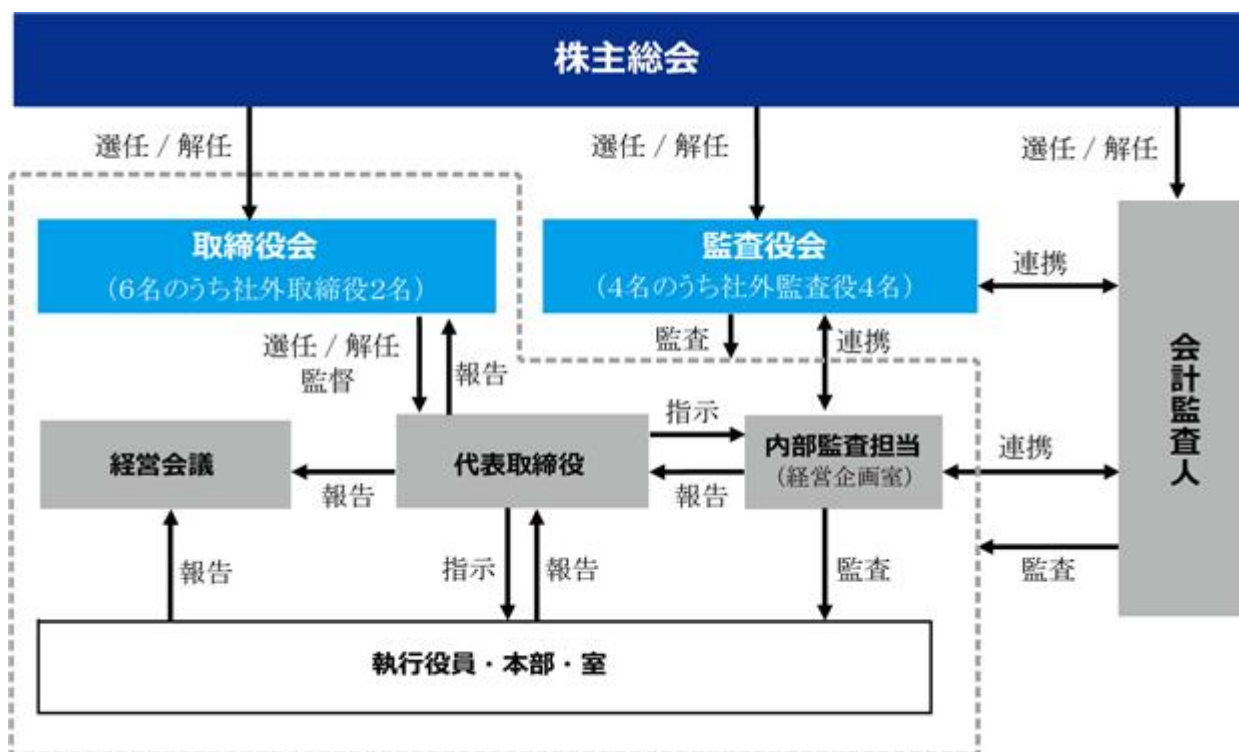 株主総会
選任 / 解任
選任 / 解任
選任 / 解任
取締役会
（6名のうち社外取締役2名）
監査役会
（4名のうち社外監査役4名）
連携
選任 / 解任
監督
報告
監査
連携
会計監査人
経営会議
報告
代表取締役
指示
報告
内部監査担当
（経営企画室）
連携
報告
指示
報告
監査
監査
執行役員・本部・室